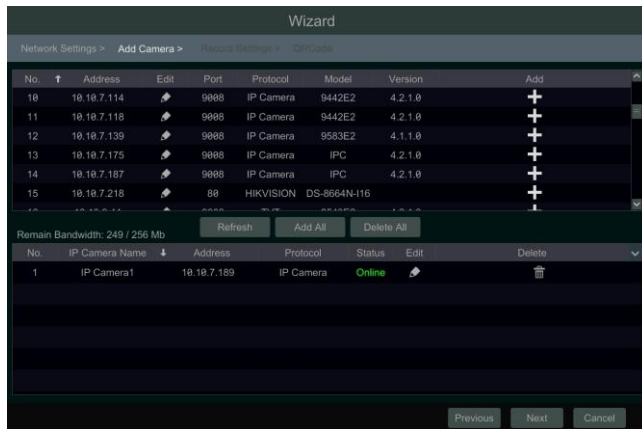 Wizard
Network Settings > Add Camera > Record Settings > QRCode
No. ↑ Address Edit Port Protocol Model Version Add
10 10.10.7.114 9008 IP Camera 9442E2 4.2.1.0
11 10.10.7.118 9008 IP Camera 9442E2 4.2.1.0
12 10.10.7.139 9008 IP Camera 9583E2 4.1.1.0
13 10.10.7.175 9008 IP Camera IPC 4.2.1.0
14 10.10.7.187 9008 IP Camera IPC 4.2.1.0
15 10.10.7.218 80 HIKVISION DS-8664N-I16
Remain Bandwidth: 249 / 256 Mb Refresh Add All Delete All
No. IP Camera Name ↓ Address Protocol Status Edit Delete
1 IP Camera1 10.10.7.189 IP Camera Online
Previous Next Cancel